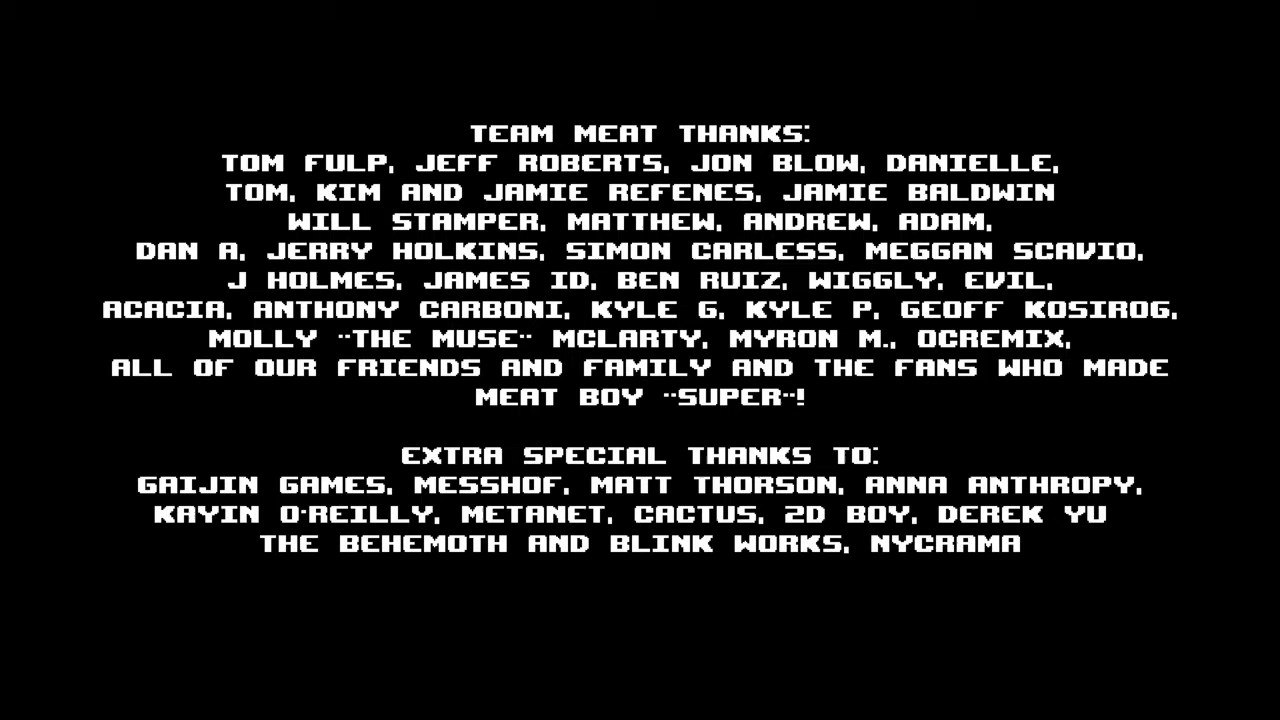 TEAM MEAT THANKS:
TOM FULP, JEFF ROBERTS, JON BLOW, DANIELLE,
TOM, KIM AND JAMIE REFENES, JAMIE BALDWIN
WILL STAMPER, MATTHEW, ANDREW, ADAM,
DAN A, JERRY HOLKINS, SIMON CARLESS, MEGGAN SCAVIO,
J HOLMES, JAMES ID, BEN RUIZ, WIGGLY, EVIL,
ACACIA, ANTHONY CARBONI, KYLE G, KYLE P, GEOFF KOSIROG,
MOLLY "THE MUSE" MCLARTY, MYRON M., OCREMIX,
ALL OF OUR FRIENDS AND FAMILY AND THE FANS WHO MADE
MEAT BOY "SUPER"!
EXTRA SPECIAL THANKS TO:
GAIJIN GAMES, MESSHOF, MATT THORSON, ANNA ANTHROPY,
KAYIN O'REILLY, METANET, CACTUS, 2D BOY, DEREK YU
THE BEHEMOTH AND BLINK WORKS, NYCRAMA